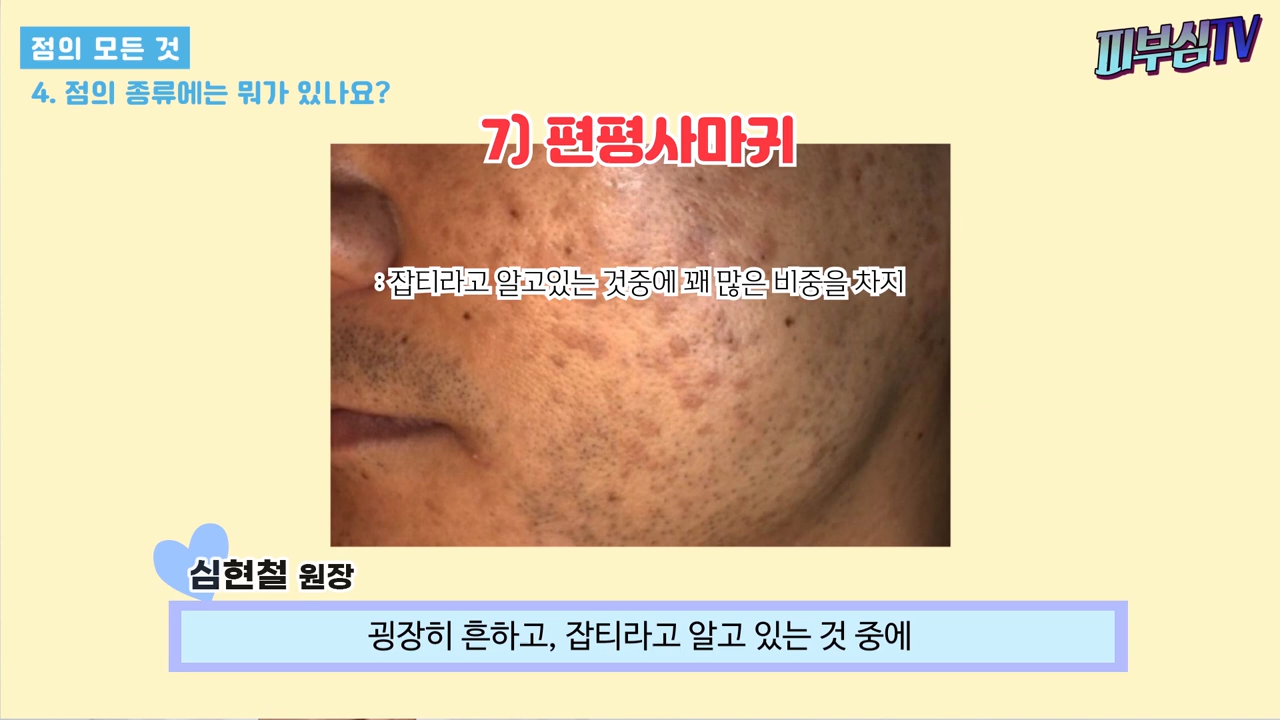 점의 모든 것
피부심TV
4. 점의 종류에는 뭐가 있나요?
7) 편평사마귀
: 잡티라고 알고있는 것중에 꽤 많은 비중을 차지
심현철 원장
굉장히 흔하고, 잡티라고 알고 있는 것 중에